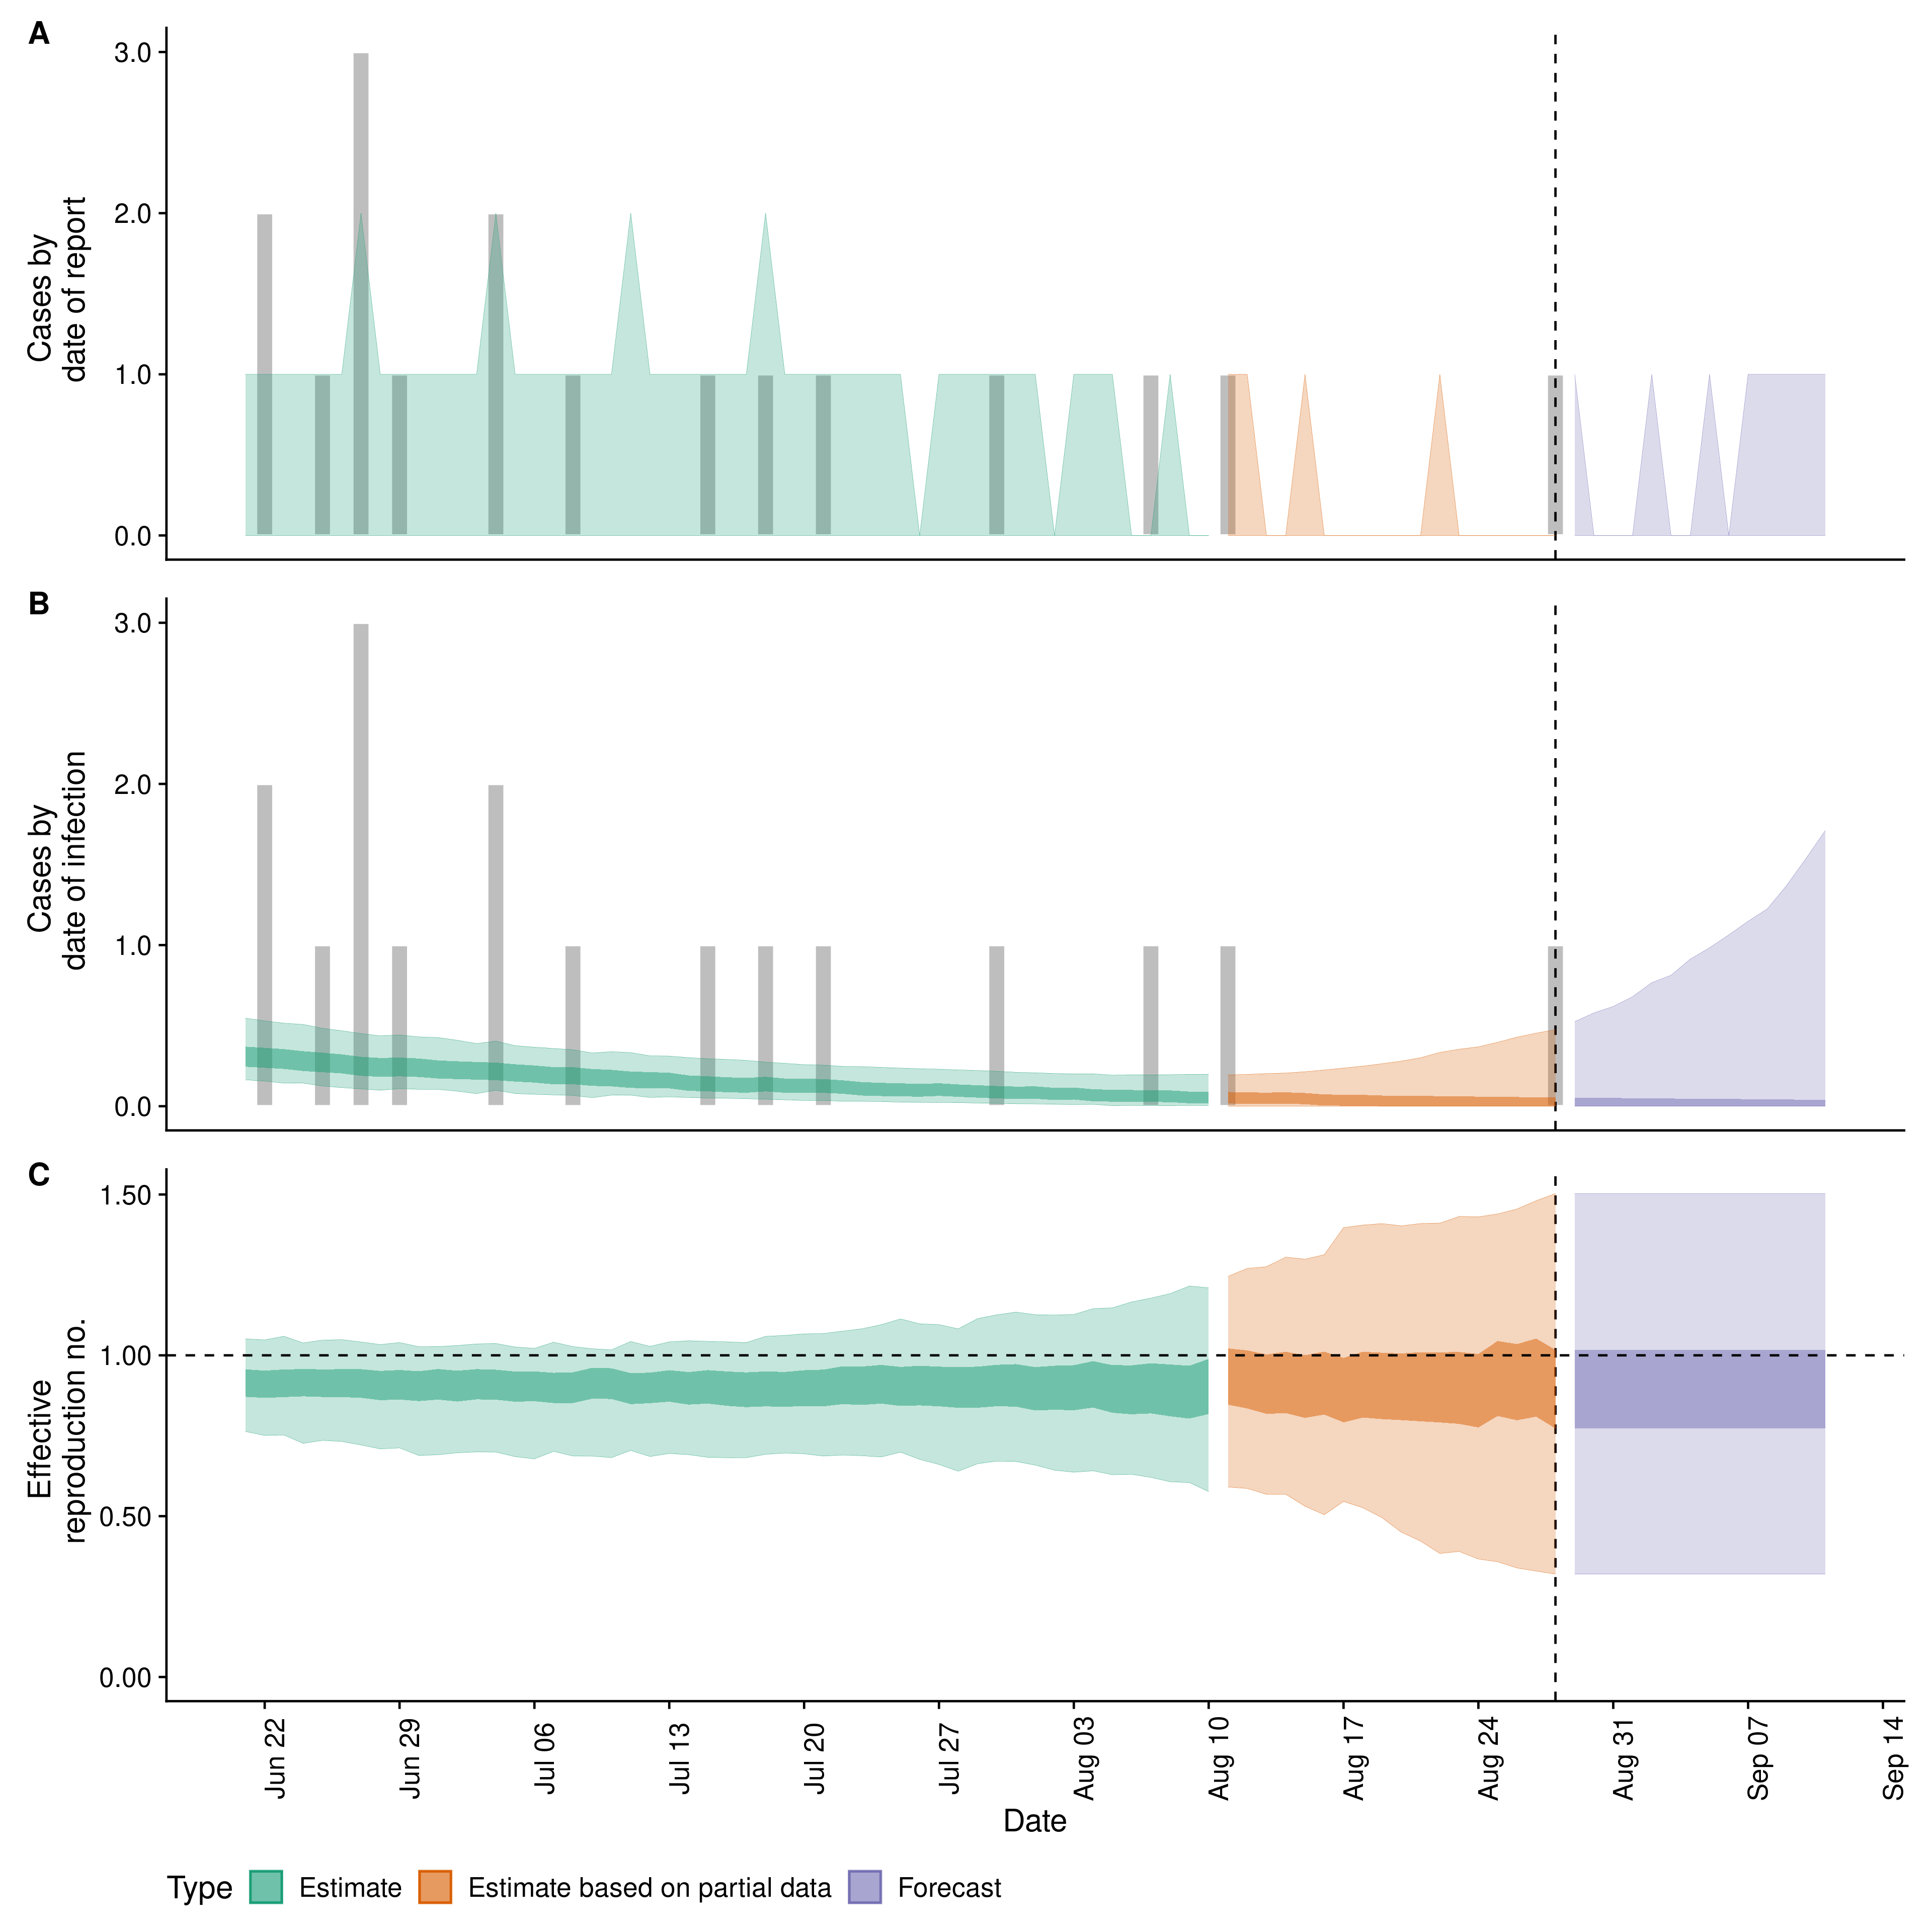 A
3.0
2.0
1.0
0.0
Cases by
date of report
B
3.0
2.0
1.0
0.0
Cases by
date of infection
C
1.50
1.00
0.50
0.00
Effective
reproduction no.
Jun 22
Jun 29
Jul 06
Jul 13
Jul 20
Jul 27
Aug 03
Aug 10
Aug 17
Aug 24
Aug 31
Sep 07
Sep 14
Date
Type Estimate Estimate based on partial data Forecast